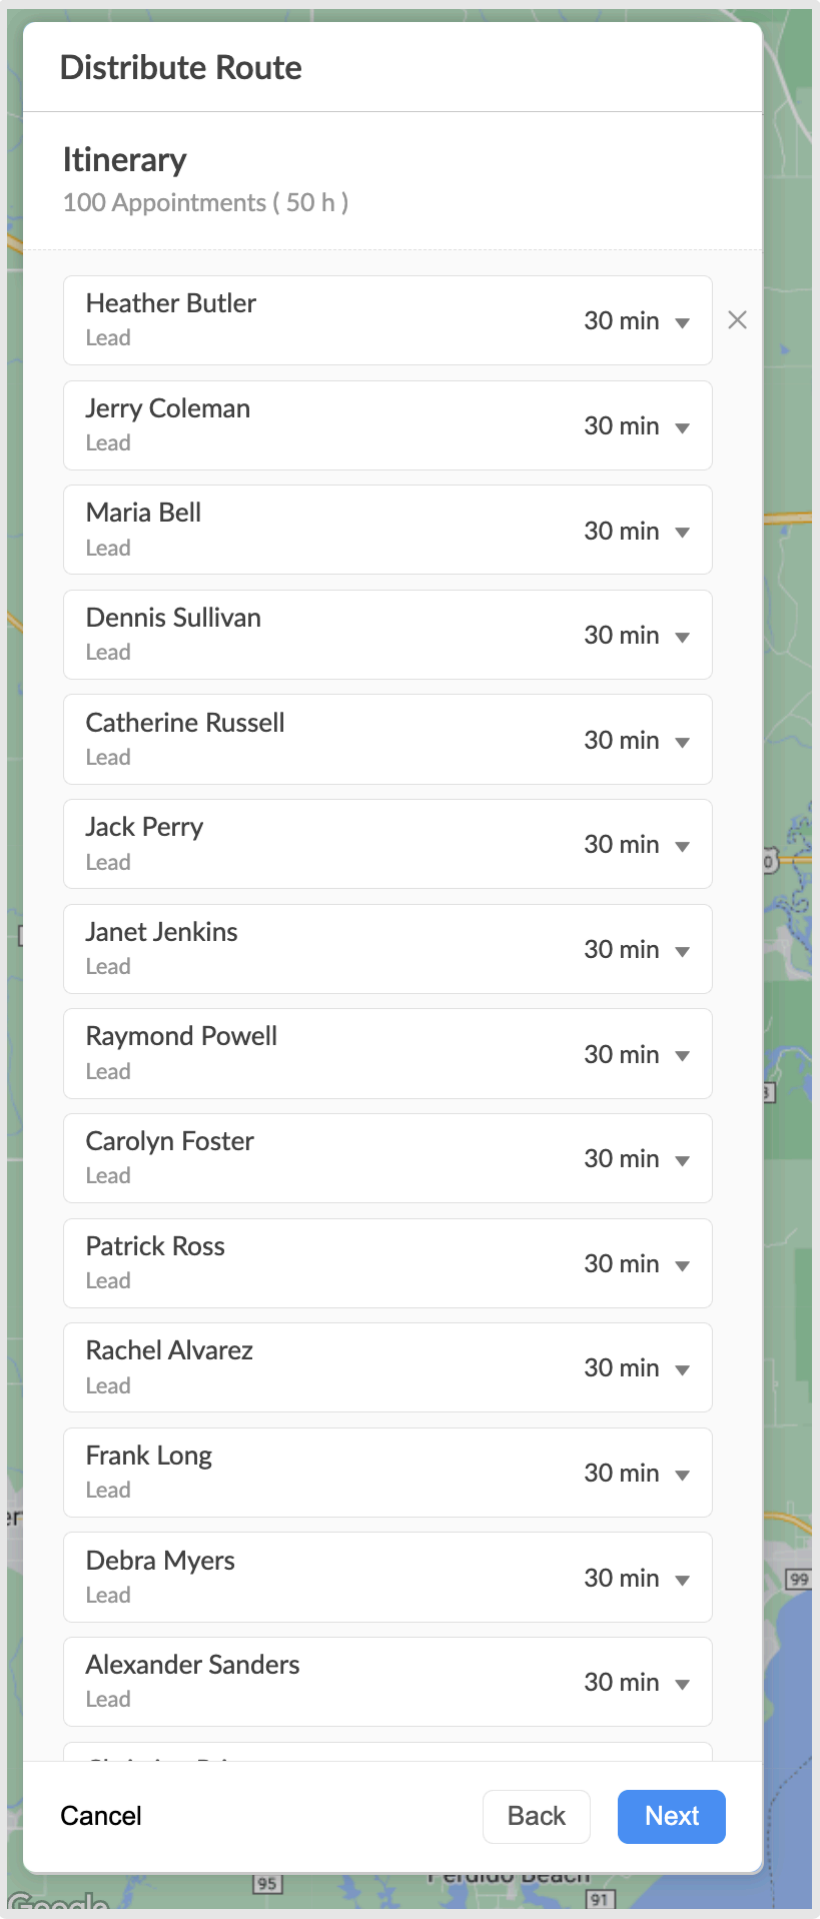 Distribute Route
Itinerary
100 Appointments ( 50 h )
Heather Butler
Lead
30 min
Jerry Coleman
Lead
30 min
Maria Bell
Lead
30 min
Dennis Sullivan
Lead
30 min
Catherine Russell
Lead
30 min
Jack Perry
Lead
30 min
Janet Jenkins
Lead
30 min
Raymond Powell
Lead
30 min
Carolyn Foster
Lead
30 min
Patrick Ross
Lead
30 min
Rachel Alvarez
Lead
30 min
Frank Long
Lead
30 min
Debra Myers
Lead
30 min
99
Alexander Sanders
Lead
30 min
Cancel
Back
Next
Perdido Beach
95
91
Google